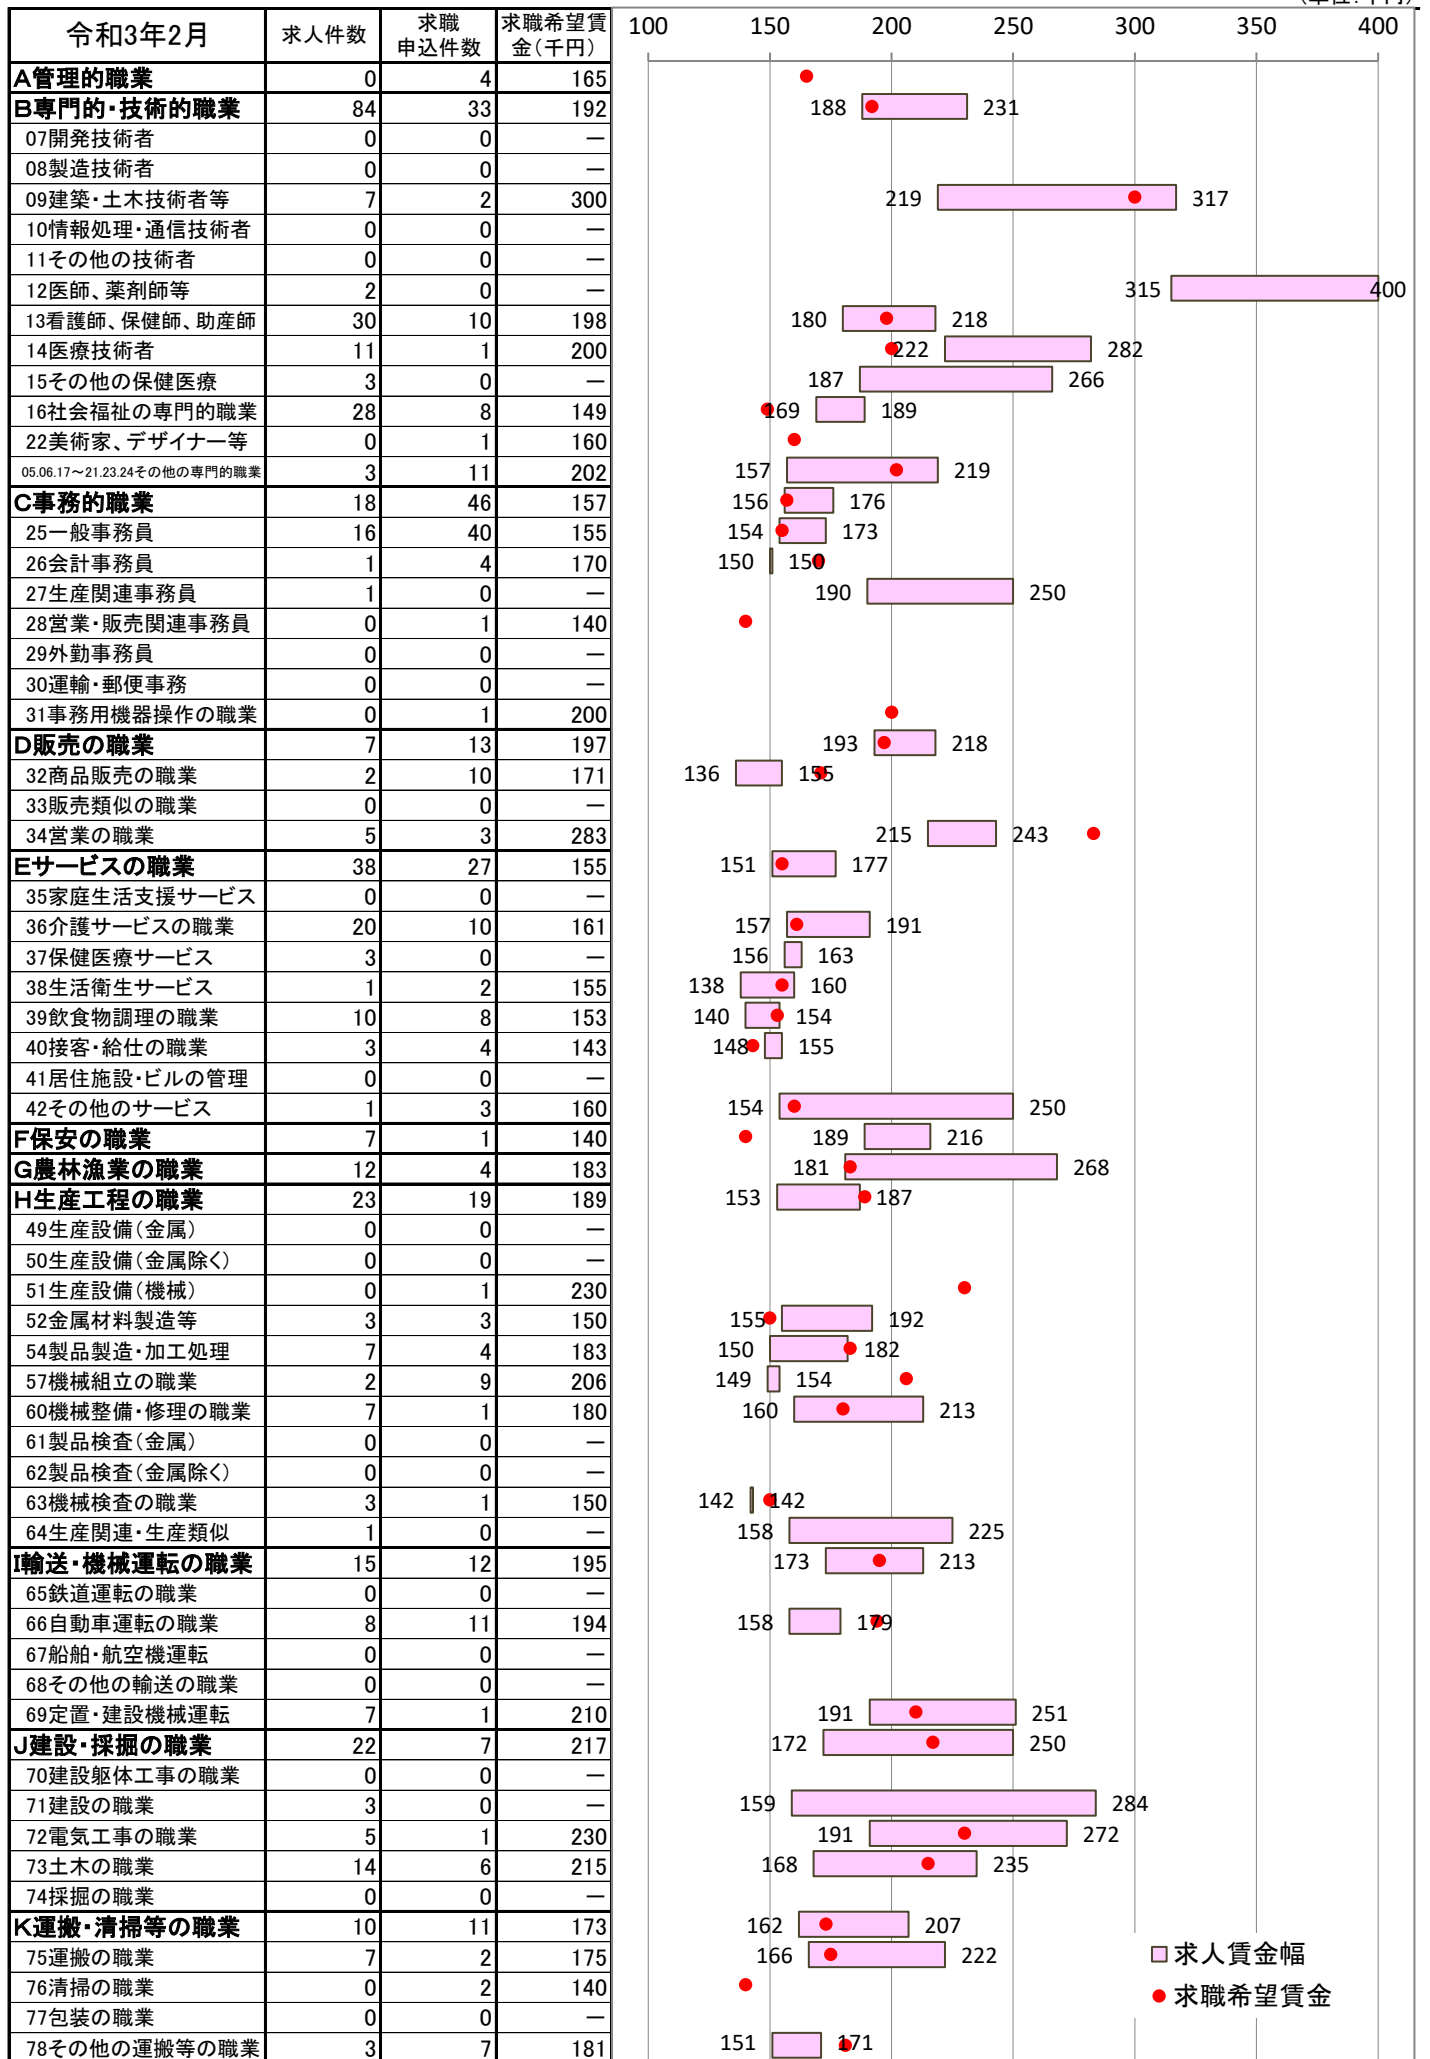 令和3年2月 求人件数 求職申込件数 求職希望賃金(千円) 100 150 200 250 300 350 400
A管理的職業 0 4 165
B専門的・技術的職業 84 33 192 188 231
07開発技術者 0 0 ―
08製造技術者 0 0 ―
09建築・土木技術者等 7 2 300 219 317
10情報処理・通信技術者 0 0 ―
11その他の技術者 0 0 ―
12医師、薬剤師等 2 0 ― 315 400
13看護師、保健師、助産師 30 10 198 180 218
14医療技術者 11 1 200 222 282
15その他の保健医療 3 0 ― 187 266
16社会福祉の専門的職業 28 8 149 169 189
22美術家、デザイナー等 0 1 160
05.06.17～21.23.24その他の専門的職業 3 11 202 157 219
C事務的職業 18 46 157 156 176
25一般事務員 16 40 155 154 173
26会計事務員 1 4 170 150 150
27生産関連事務員 1 0 ― 190 250
28営業・販売関連事務員 0 1 140
29外勤事務員 0 0 ―
30運輸・郵便事務 0 0 ―
31事務用機器操作の職業 0 1 200
D販売の職業 7 13 197 193 218
32商品販売の職業 2 10 171 136 155
33販売類似の職業 0 0 ―
34営業の職業 5 3 283 215 243
Eサービスの職業 38 27 155 151 177
35家庭生活支援サービス 0 0 ―
36介護サービスの職業 20 10 161 157 191
37保健医療サービス 3 0 ― 156 163
38生活衛生サービス 1 2 155 138 160
39飲食物調理の職業 10 8 153 140 154
40接客・給仕の職業 3 4 143 148 155
41居住施設・ビルの管理 0 0 ―
42その他のサービス 1 3 160 154 250
F保安の職業 7 1 140 189 216
G農林漁業の職業 12 4 183 181 268
H生産工程の職業 23 19 189 153 187
49生産設備(金属) 0 0 ―
50生産設備(金属除く) 0 0 ―
51生産設備(機械) 0 1 230
52金属材料製造等 3 3 150 155 192
54製品製造・加工処理 7 4 183 150 182
57機械組立の職業 2 9 206 149 154
60機械整備・修理の職業 7 1 180 160 213
61製品検査(金属) 0 0 ―
62製品検査(金属除く) 0 0 ―
63機械検査の職業 3 1 150 142 142
64生産関連・生産類似 1 0 ― 158 225
I輸送・機械運転の職業 15 12 195 173 213
65鉄道運転の職業 0 0 ―
66自動車運転の職業 8 11 194 158 179
67船舶・航空機運転 0 0 ―
68その他の輸送の職業 0 0 ―
69定置・建設機械運転 7 1 210 191 251
J建設・採掘の職業 22 7 217 172 250
70建設躯体工事の職業 0 0 ―
71建設の職業 3 0 ― 159 284
72電気工事の職業 5 1 230 191 272
73土木の職業 14 6 215 168 235
74採掘の職業 0 0 ―
K運搬・清掃等の職業 10 11 173 162 207
75運搬の職業 7 2 175 166 222
76清掃の職業 0 2 140
77包装の職業 0 0 ―
78その他の運搬等の職業 3 7 181 151 171
求人賃金幅
求職希望賃金